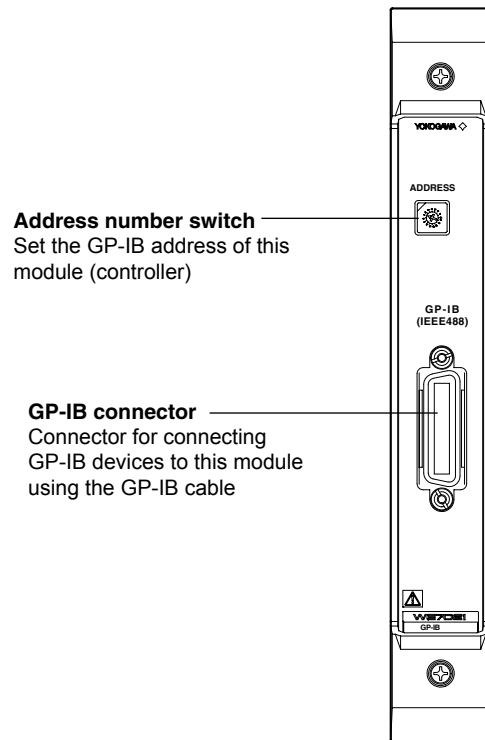 YOKOGAWA
ADDRESS
Address number switch
Set the GP-IB address of this
module (controller)
GP-IB
(IEEE488)
GP-IB connector
Connector for connecting
GP-IB devices to this module
using the GP-IB cable
WE7021
GP-IB